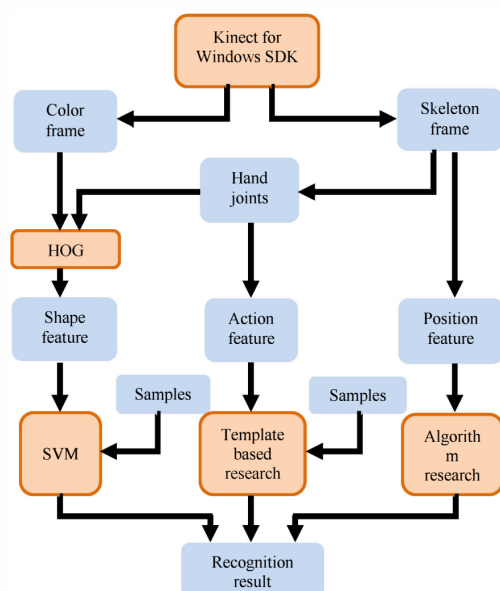 Kinect for
Windows SDK
Color
frame
Skeleton
frame
Hand
joints
HOG
Shape
feature
Action
feature
Position
feature
Samples
Samples
SVM
Template
based
research
Algorith
m
research
Recognition
result